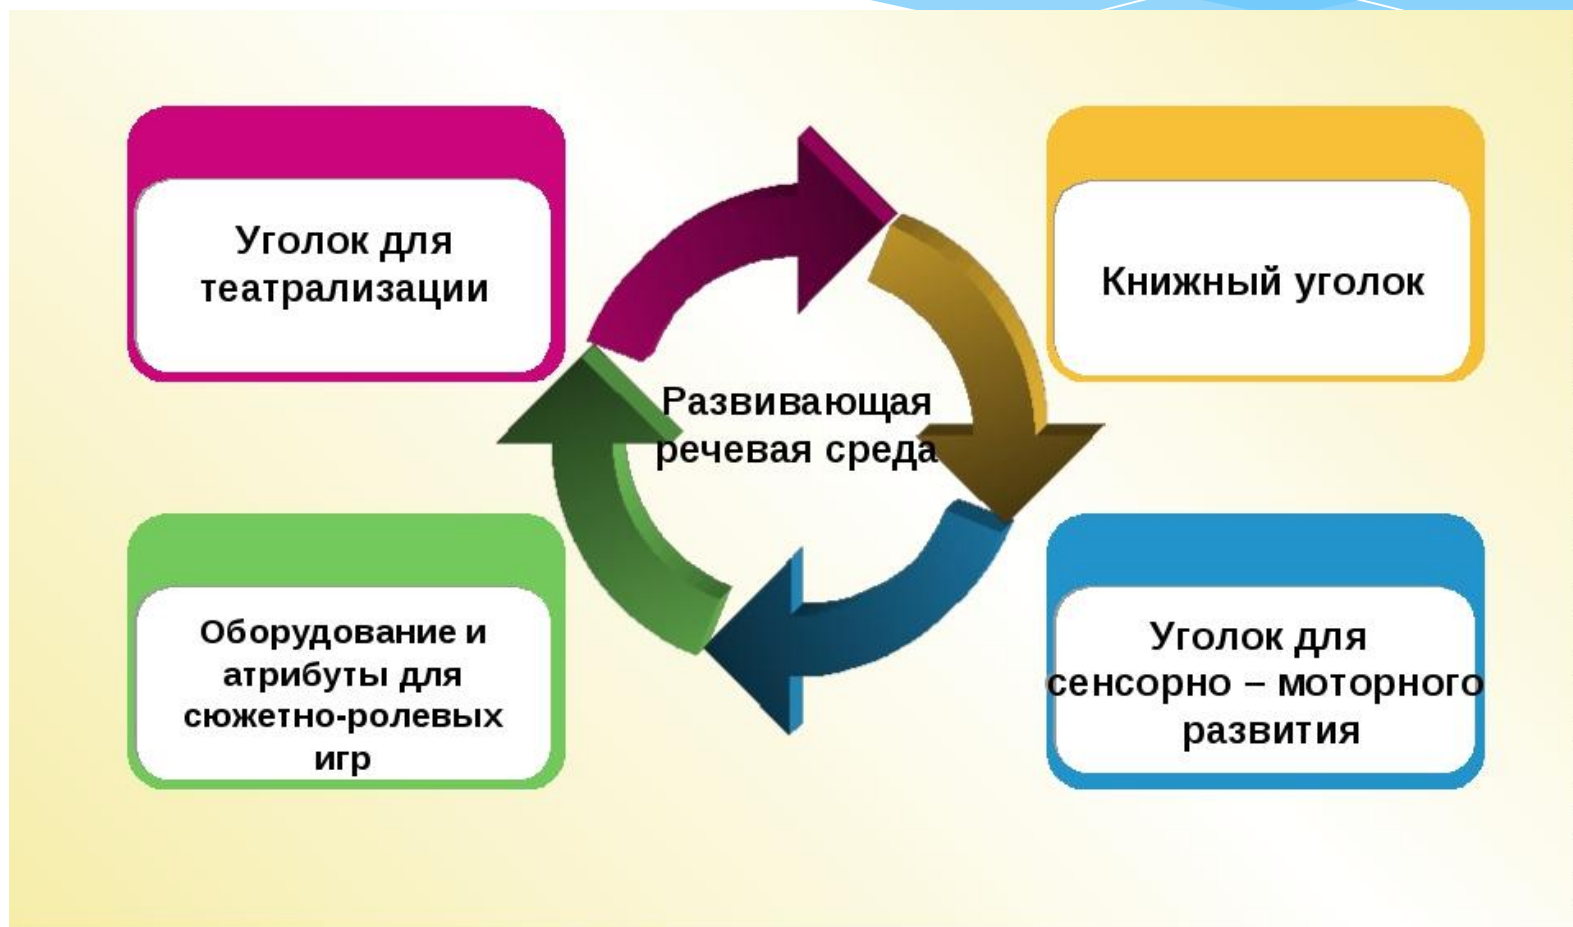 Уголок для
театрализации
Книжный уголок
Развивающая
речевая среда
Оборудование и
атрибуты для
сюжетно-ролевых
игр
Уголок для
сенсорно – моторного
развития